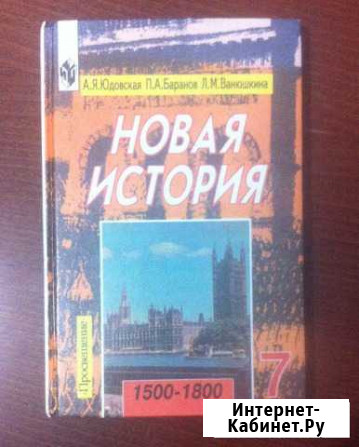 А.Я.Юдовская П.А.Баранов Л.М.Ванюшкина
НОВАЯ
ИСТОРИЯ
•Просвещение•
1500-1800
7
Интернет-
Кабинет.Ру